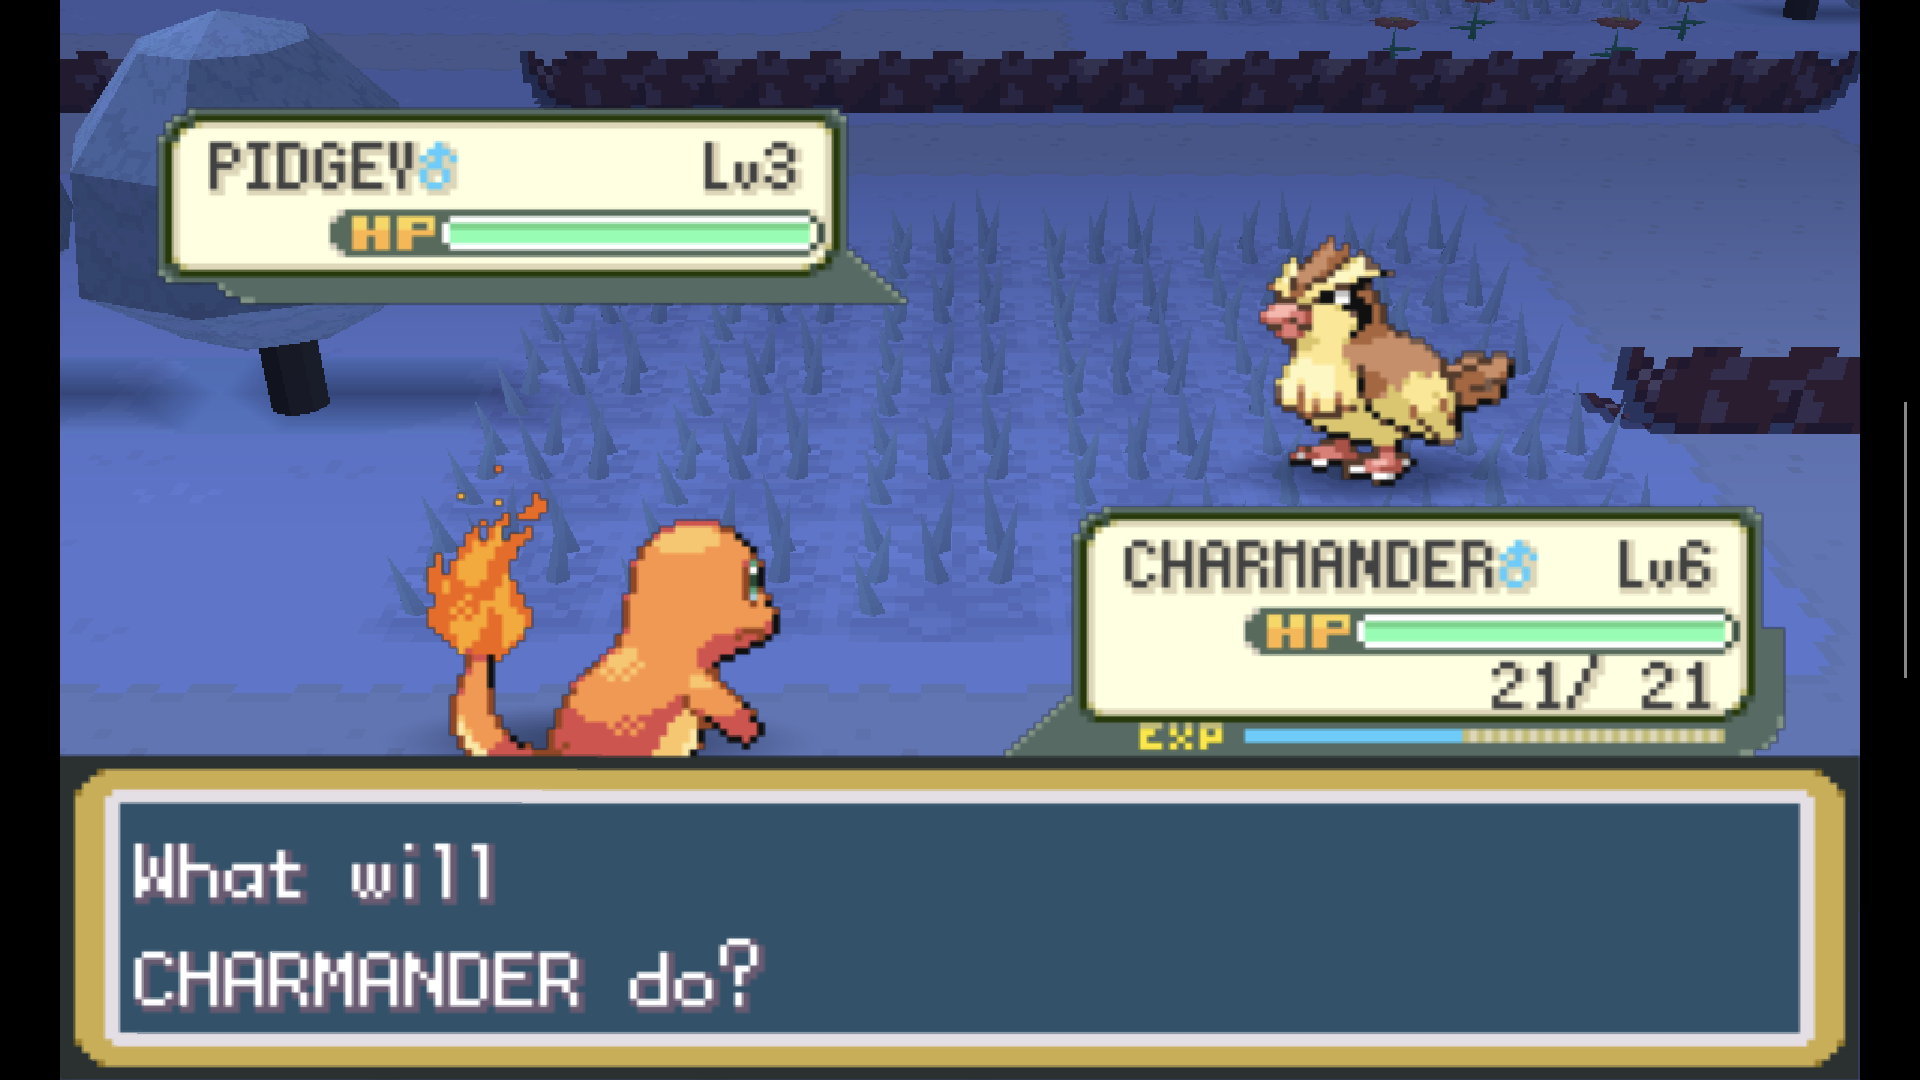 PIDGEY♂ Lv3
HP
CHARMANDER♂ Lv6
HP
21/ 21
EXP
What will
CHARMANDER do?